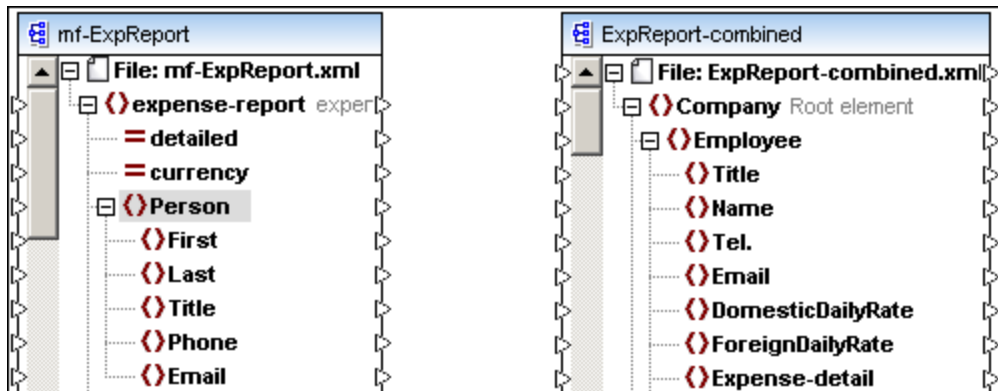 mf-ExpReport
File: mf-ExpReport.xml
expense-report exper
detailed
currency
Person
First
Last
Title
Phone
Email
ExpReport-combined
File: ExpReport-combined.xml
Company Root element
Employee
Title
Name
Tel.
Email
DomesticDailyRate
ForeignDailyRate
Expense-detail